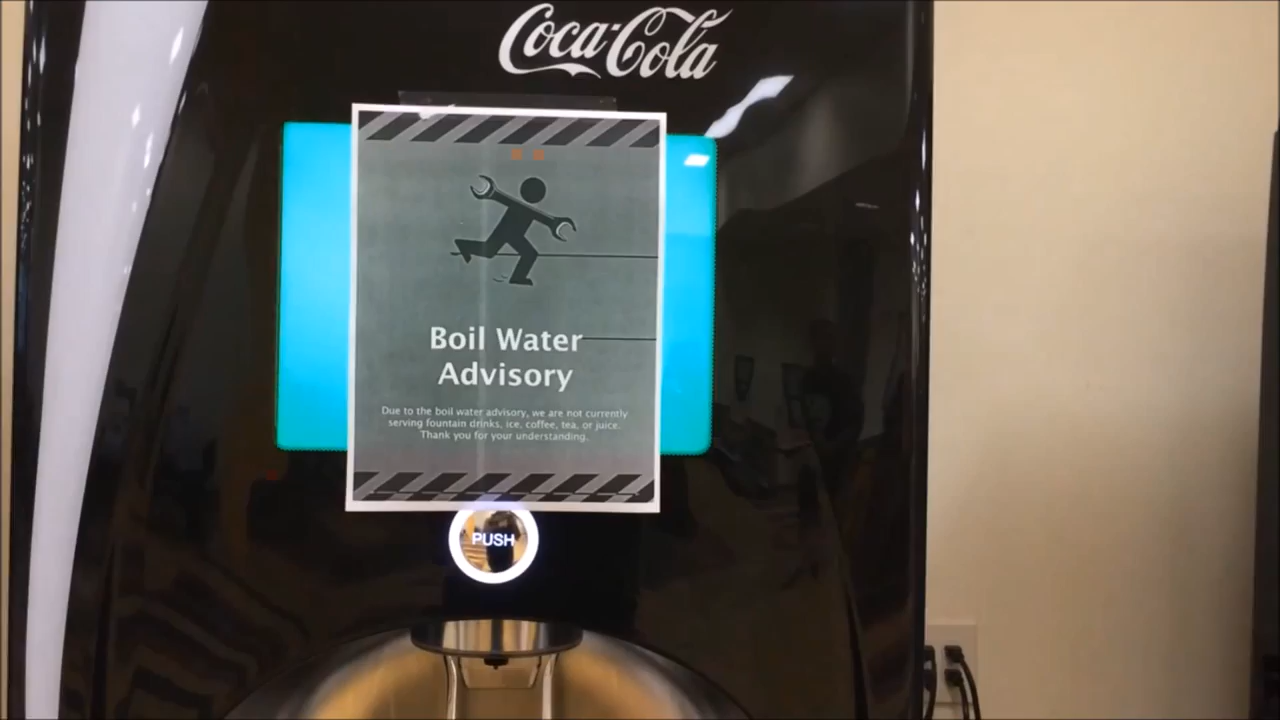 Coca-Cola
Boil Water
Advisory
Due to the boil water advisory, we are not currently
serving fountain drinks, ice, coffee, tea, or juice.
Thank you for your understanding.
PUSH